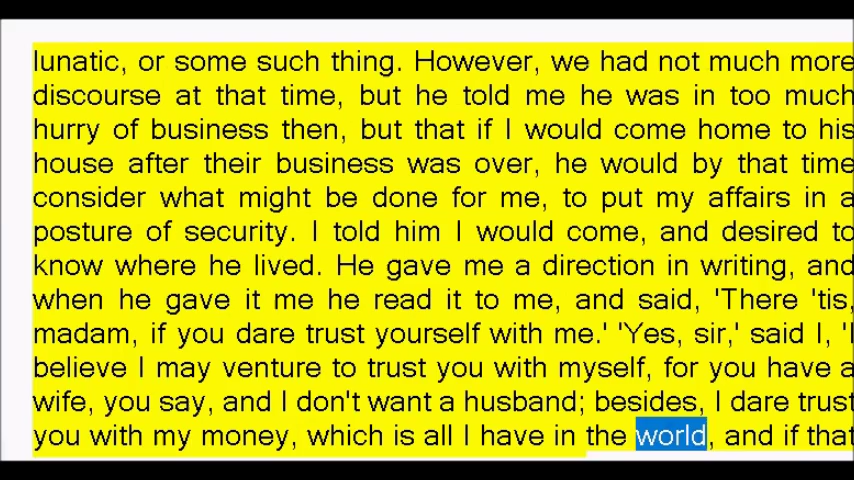 lunatic, or some such thing. However, we had not much more
discourse at that time, but he told me he was in too much
hurry of business then, but that if I would come home to his
house after their business was over, he would by that time
consider what might be done for me, to put my affairs in a
posture of security. I told him I would come, and desired to
know where he lived. He gave me a direction in writing, and
when he gave it me he read it to me, and said, 'There 'tis,
madam, if you dare trust yourself with me.' 'Yes, sir,' said I, 'I
believe I may venture to trust you with myself, for you have a
wife, you say, and I don't want a husband; besides, I dare trust
you with my money, which is all I have in the world, and if that